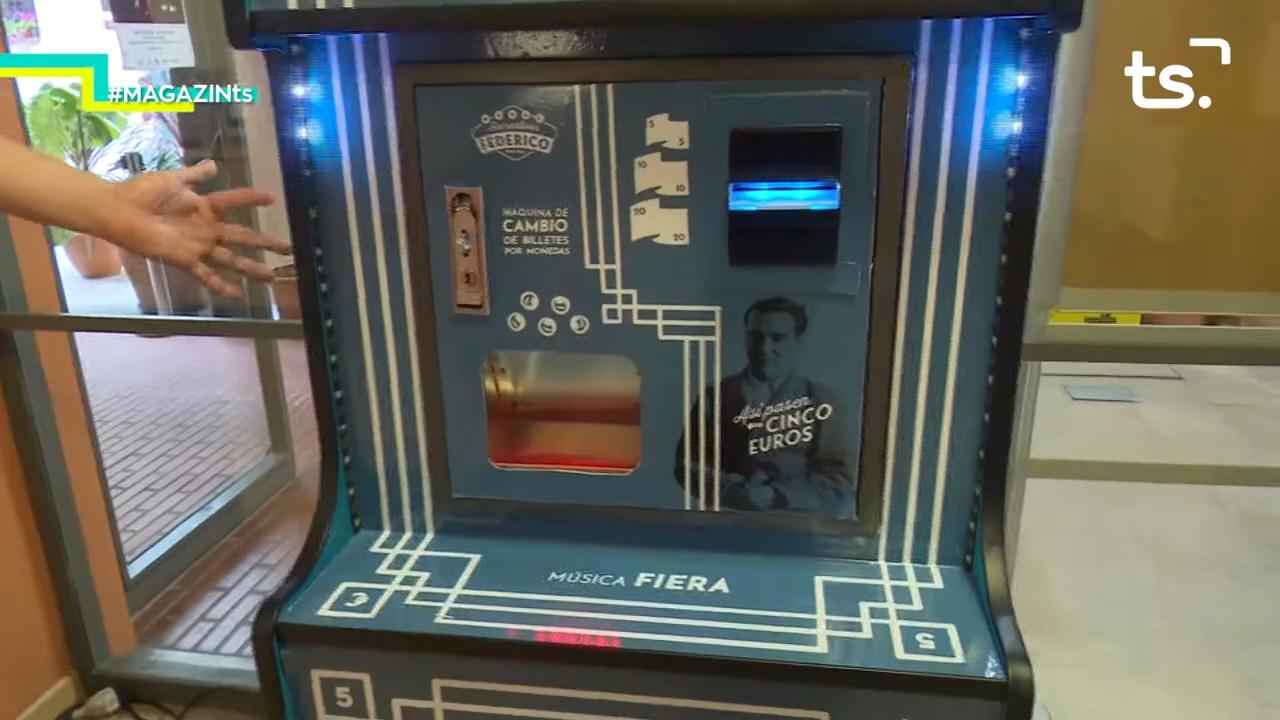 #MAGAZINts
ts.
Recreativos
FEDERICO
5
5
10
10
20
20
MÁQUINA DE
CAMBIO
DE BILLETES
POR MONEDAS
Así pasen
CINCO
EUROS
MÚSICA FIERA
5
5